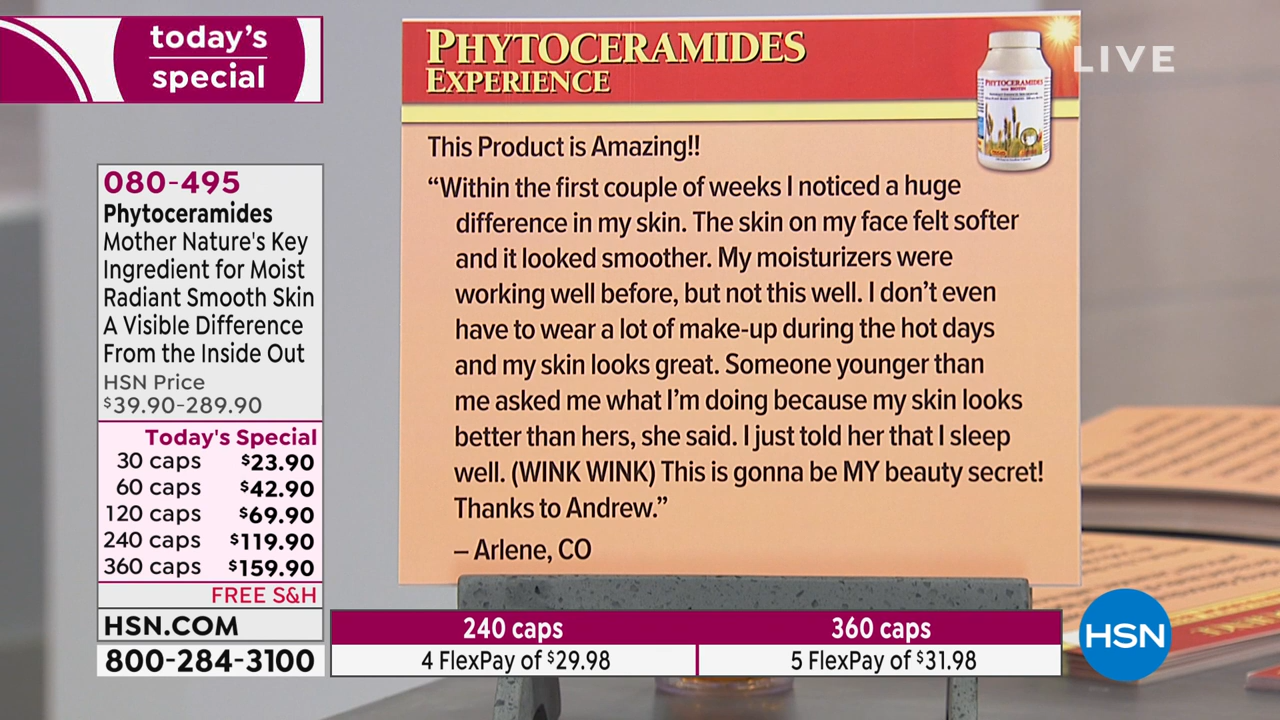 today's
special
080-495
Phytoceramides
Mother Nature's Key
Ingredient for Moist
Radiant Smooth Skin
A Visible Difference
From the Inside Out
HSN Price
$39.90-289.90
Today's Special
30 caps $23.90
60 caps $42.90
120 caps $69.90
240 caps $119.90
360 caps $159.90
FREE S&H
HSN.COM
800-284-3100
PHYTOCERAMIDES
EXPERIENCE
PHYTOCERAMIDES
LIVE
This Product is Amazing!!
“Within the first couple of weeks I noticed a huge
difference in my skin. The skin on my face felt softer
and it looked smoother. My moisturizers were
working well before, but not this well. I don’t even
have to wear a lot of make-up during the hot days
and my skin looks great. Someone younger than
me asked me what I’m doing because my skin looks
better than hers, she said. I just told her that I sleep
well. (WINK WINK) This is gonna be MY beauty secret!
Thanks to Andrew.”
– Arlene, CO
240 caps 360 caps
4 FlexPay of $29.98 5 FlexPay of $31.98
HSN